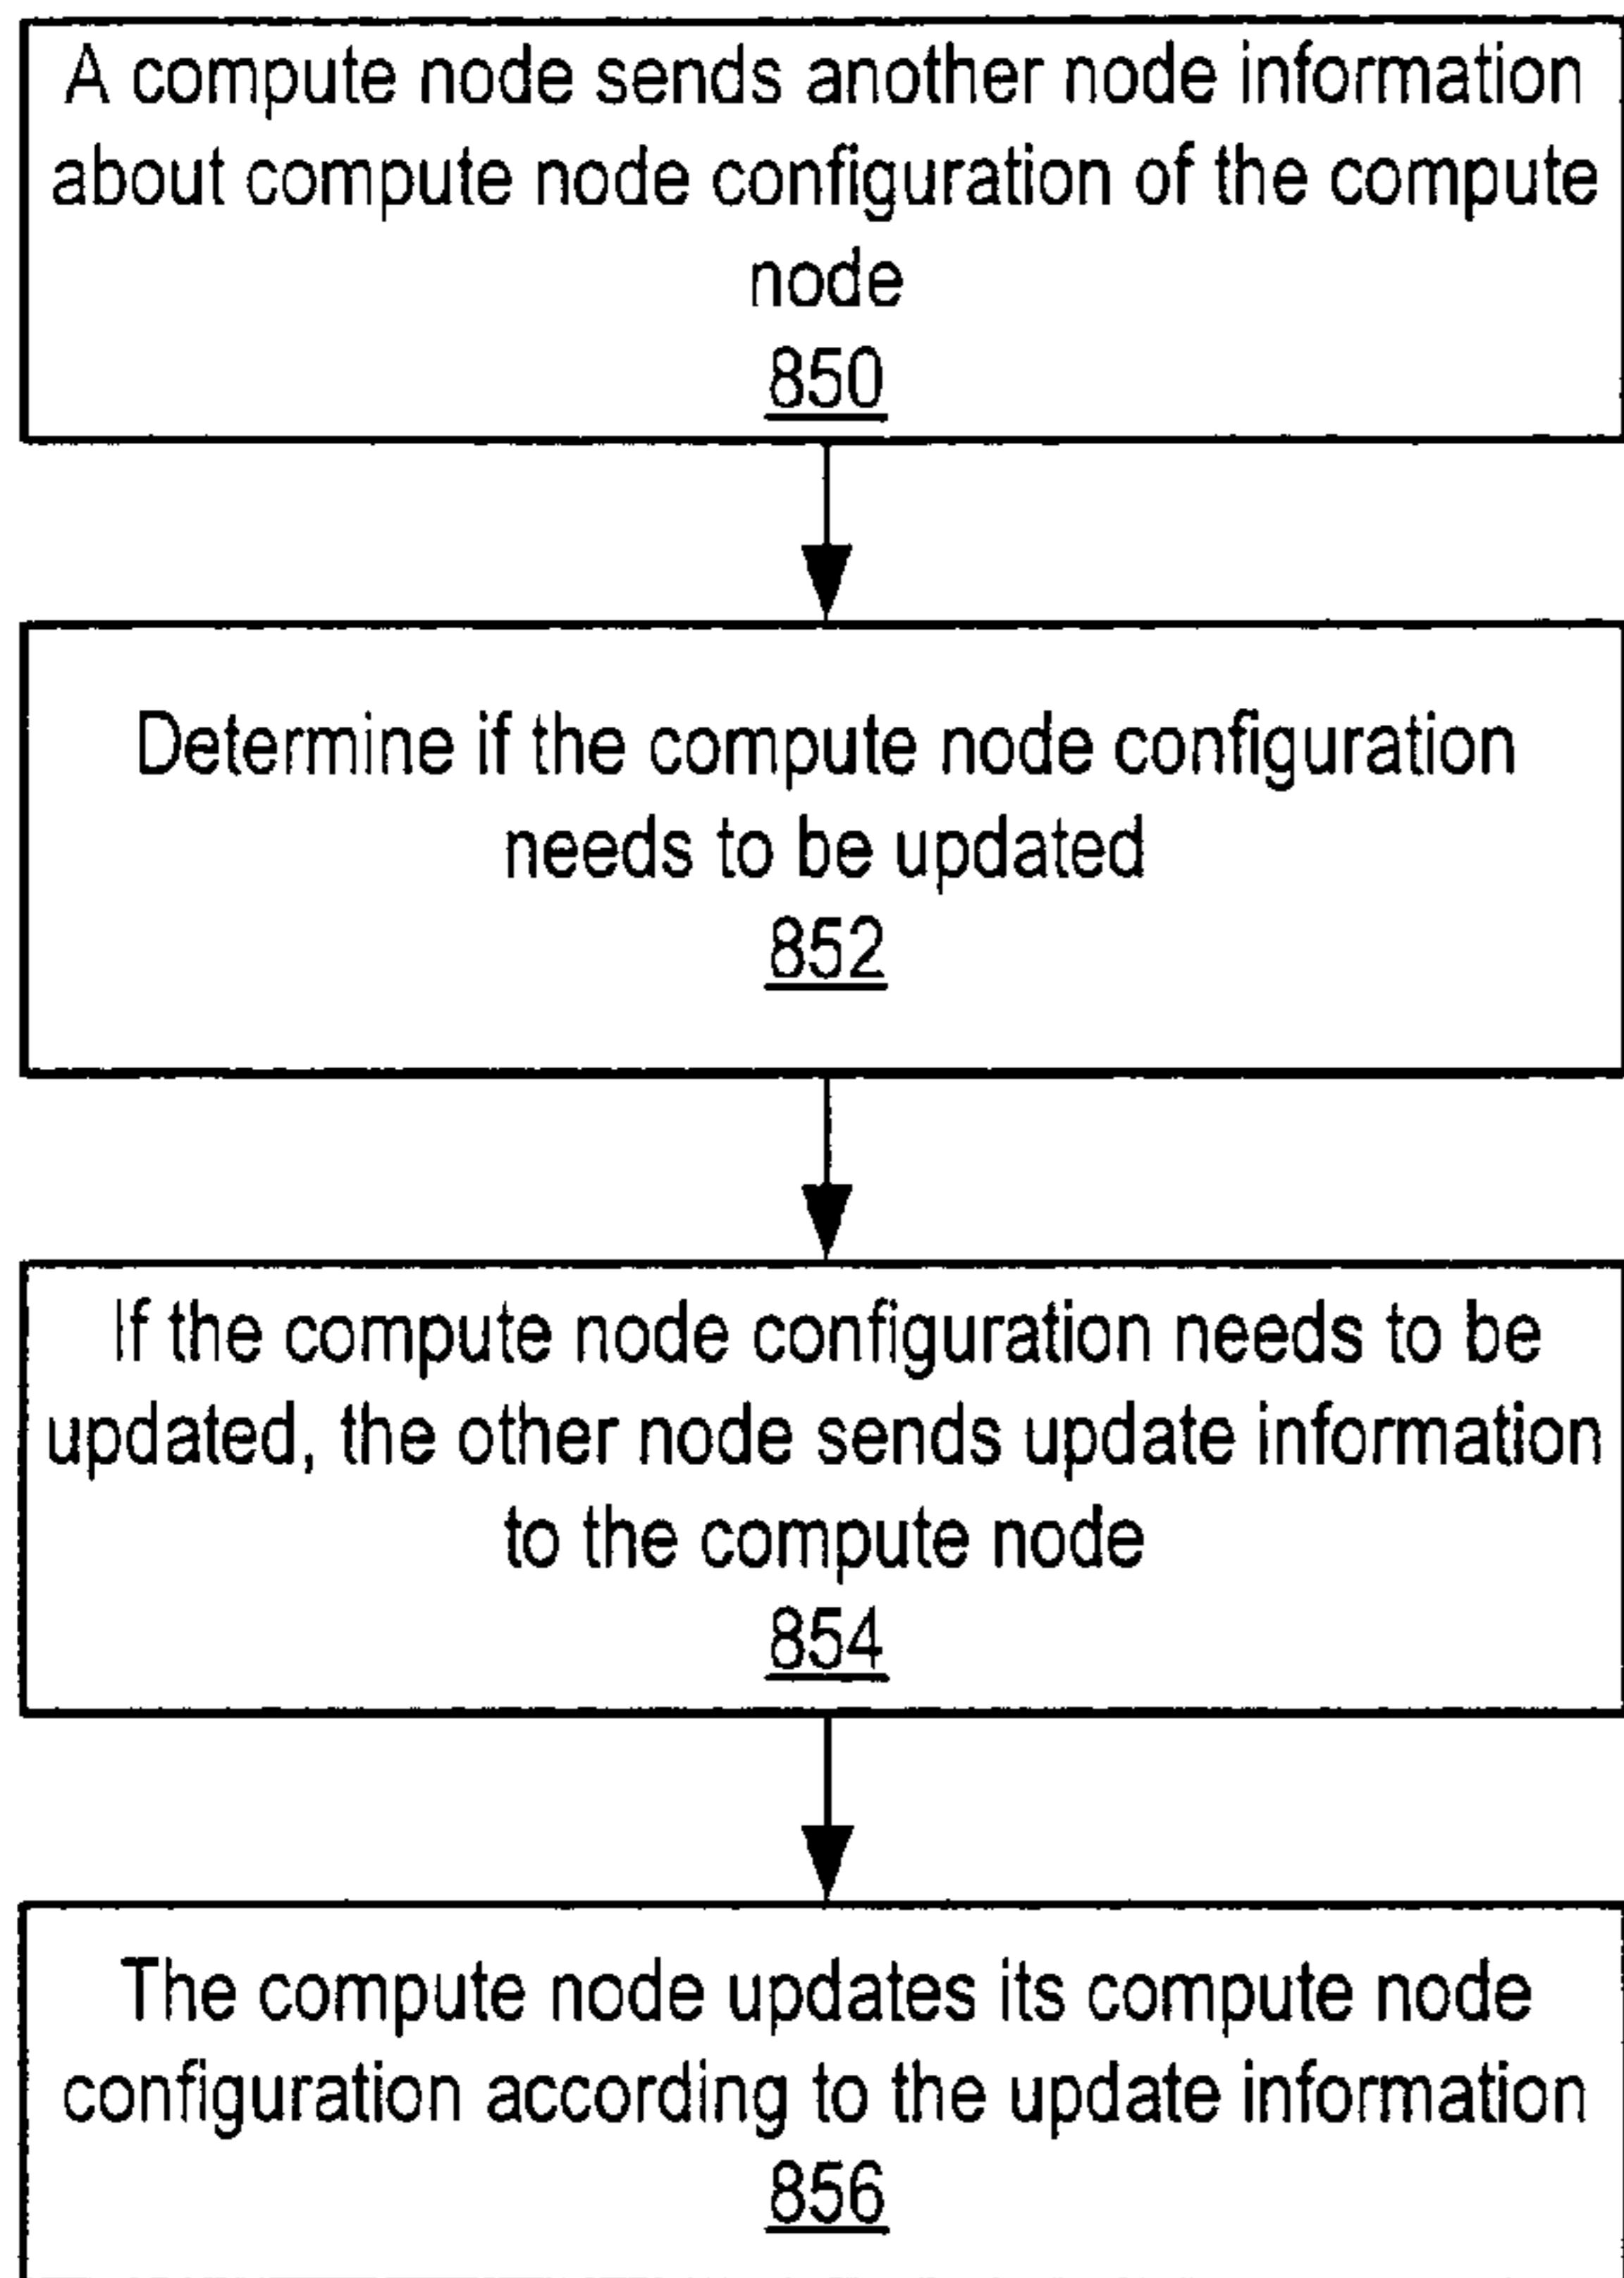 A compute node sends another node information
about compute node configuration of the compute
node
850
Determine if the compute node configuration
needs to be updated
852
If the compute node configuration needs to be
updated, the other node sends update information
to the compute node
854
The compute node updates its compute node
configuration according to the update information
856